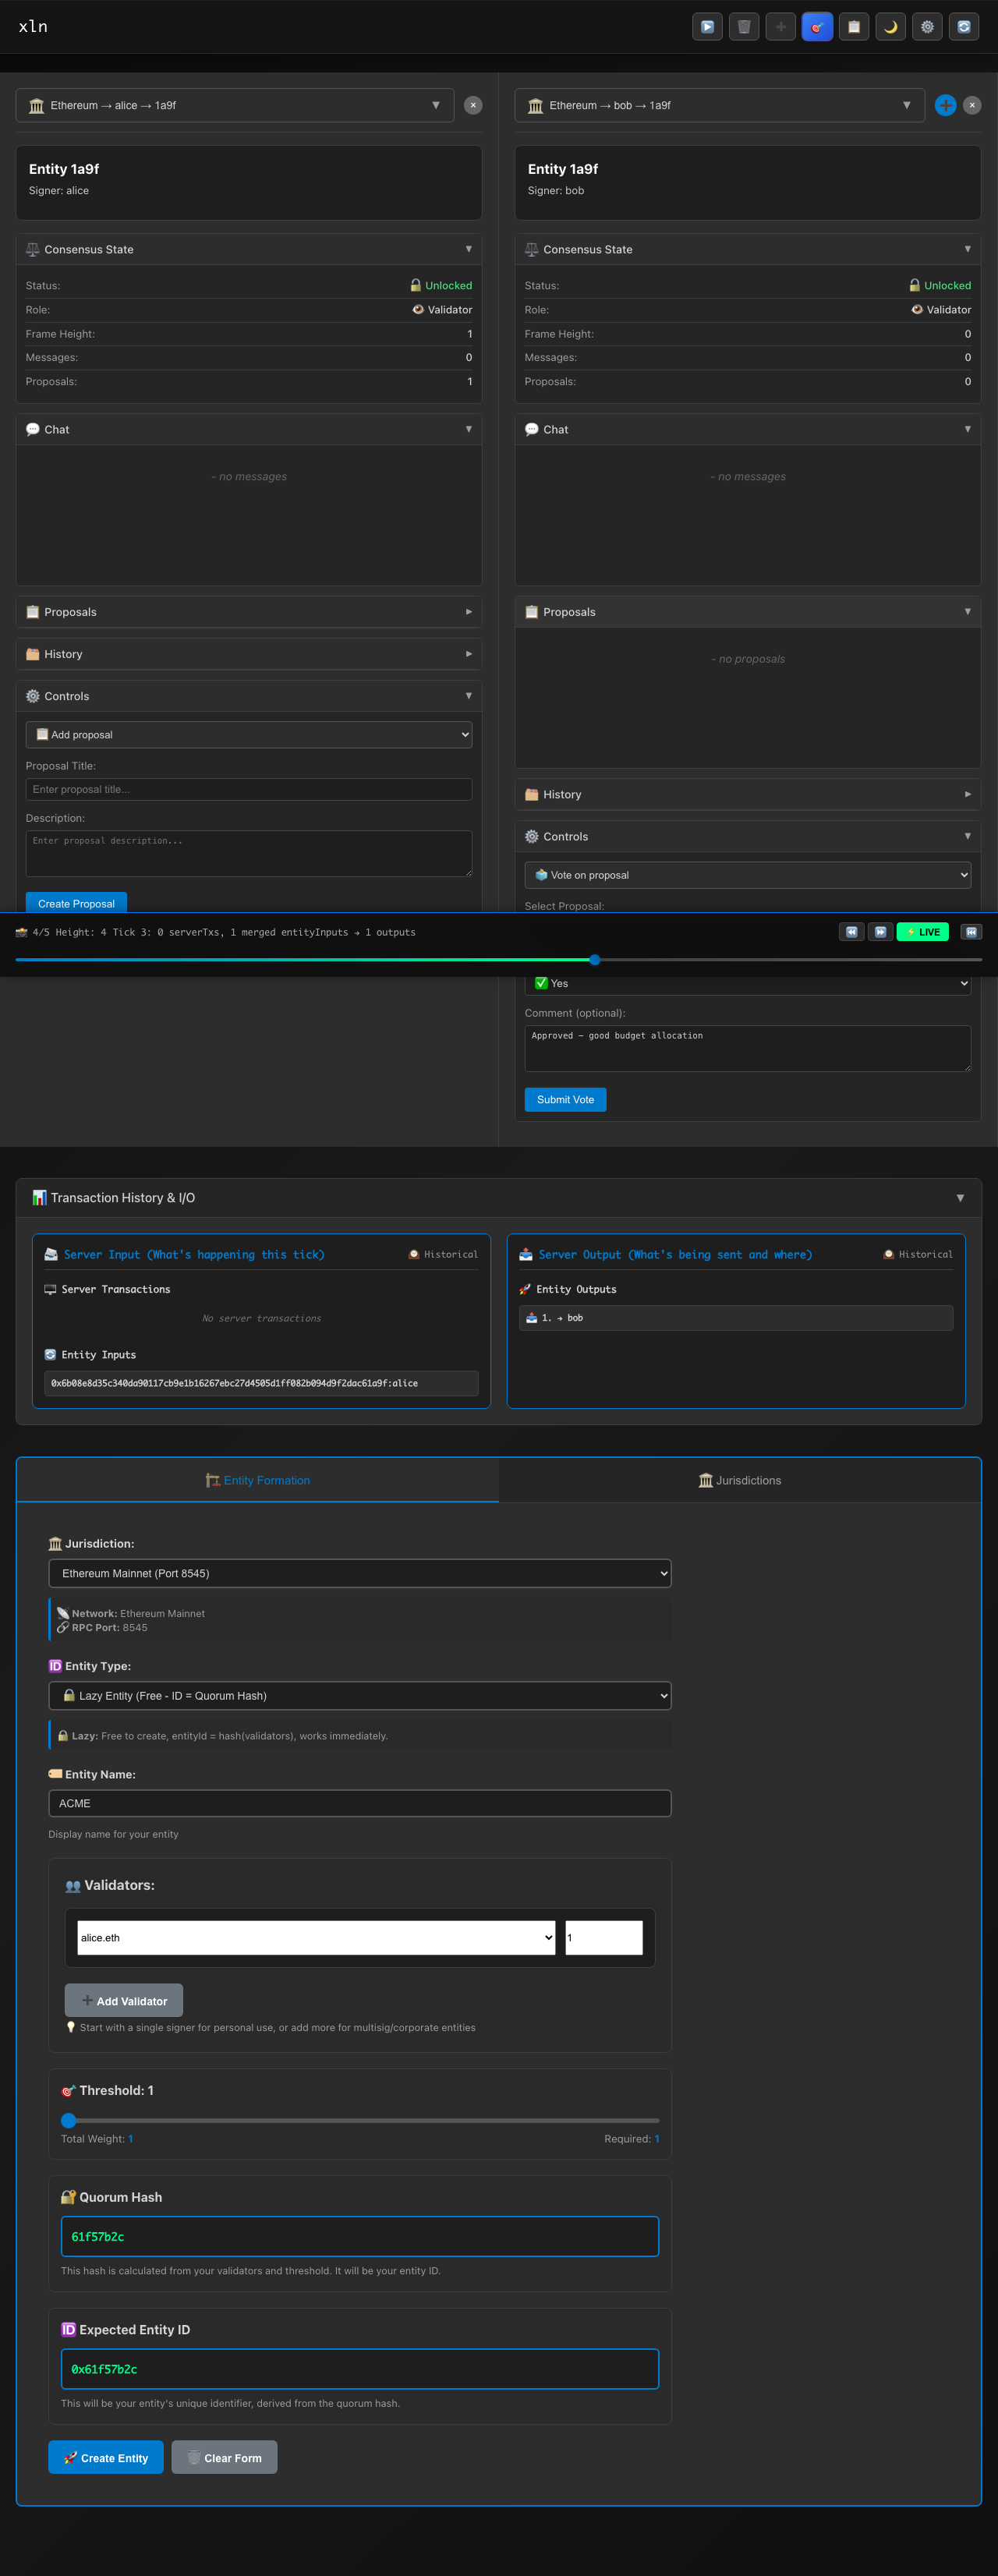 xln
Ethereum → alice → 1a9f
Entity 1a9f
Signer: alice
Consensus State
Status: Unlocked
Role: Validator
Frame Height: 1
Messages: 0
Proposals: 1
Chat
- no messages
Proposals
History
Controls
Add proposal
Proposal Title:
Enter proposal title...
Description:
Enter proposal description...
Create Proposal
Ethereum → bob → 1a9f
Entity 1a9f
Signer: bob
Consensus State
Status: Unlocked
Role: Validator
Frame Height: 0
Messages: 0
Proposals: 0
Chat
- no messages
Proposals
- no proposals
History
Controls
Vote on proposal
Select Proposal:
4/5 Height: 4 Tick 3: 0 serverTxs, 1 merged entityInputs → 1 outputs
LIVE
Yes
Comment (optional):
Approved - good budget allocation
Submit Vote
Transaction History & I/O
Server Input (What's happening this tick)
Historical
Server Transactions
No server transactions
Entity Inputs
0x6b08e8d35c340da90117cb9e1b16267ebc27d4505d1ff082b094d9f2dac61a9f:alice
Server Output (What's being sent and where)
Historical
Entity Outputs
1. → bob
Entity Formation
Jurisdictions
Jurisdiction:
Ethereum Mainnet (Port 8545)
Network: Ethereum Mainnet
RPC Port: 8545
Entity Type:
Lazy Entity (Free - ID = Quorum Hash)
Lazy: Free to create, entityId = hash(validators), works immediately.
Entity Name:
ACME
Display name for your entity
Validators:
alice.eth
1
Add Validator
Start with a single signer for personal use, or add more for multisig/corporate entities
Threshold: 1
Total Weight: 1
Required: 1
Quorum Hash
61f57b2c
This hash is calculated from your validators and threshold. It will be your entity ID.
Expected Entity ID
0x61f57b2c
This will be your entity's unique identifier, derived from the quorum hash.
Create Entity
Clear Form